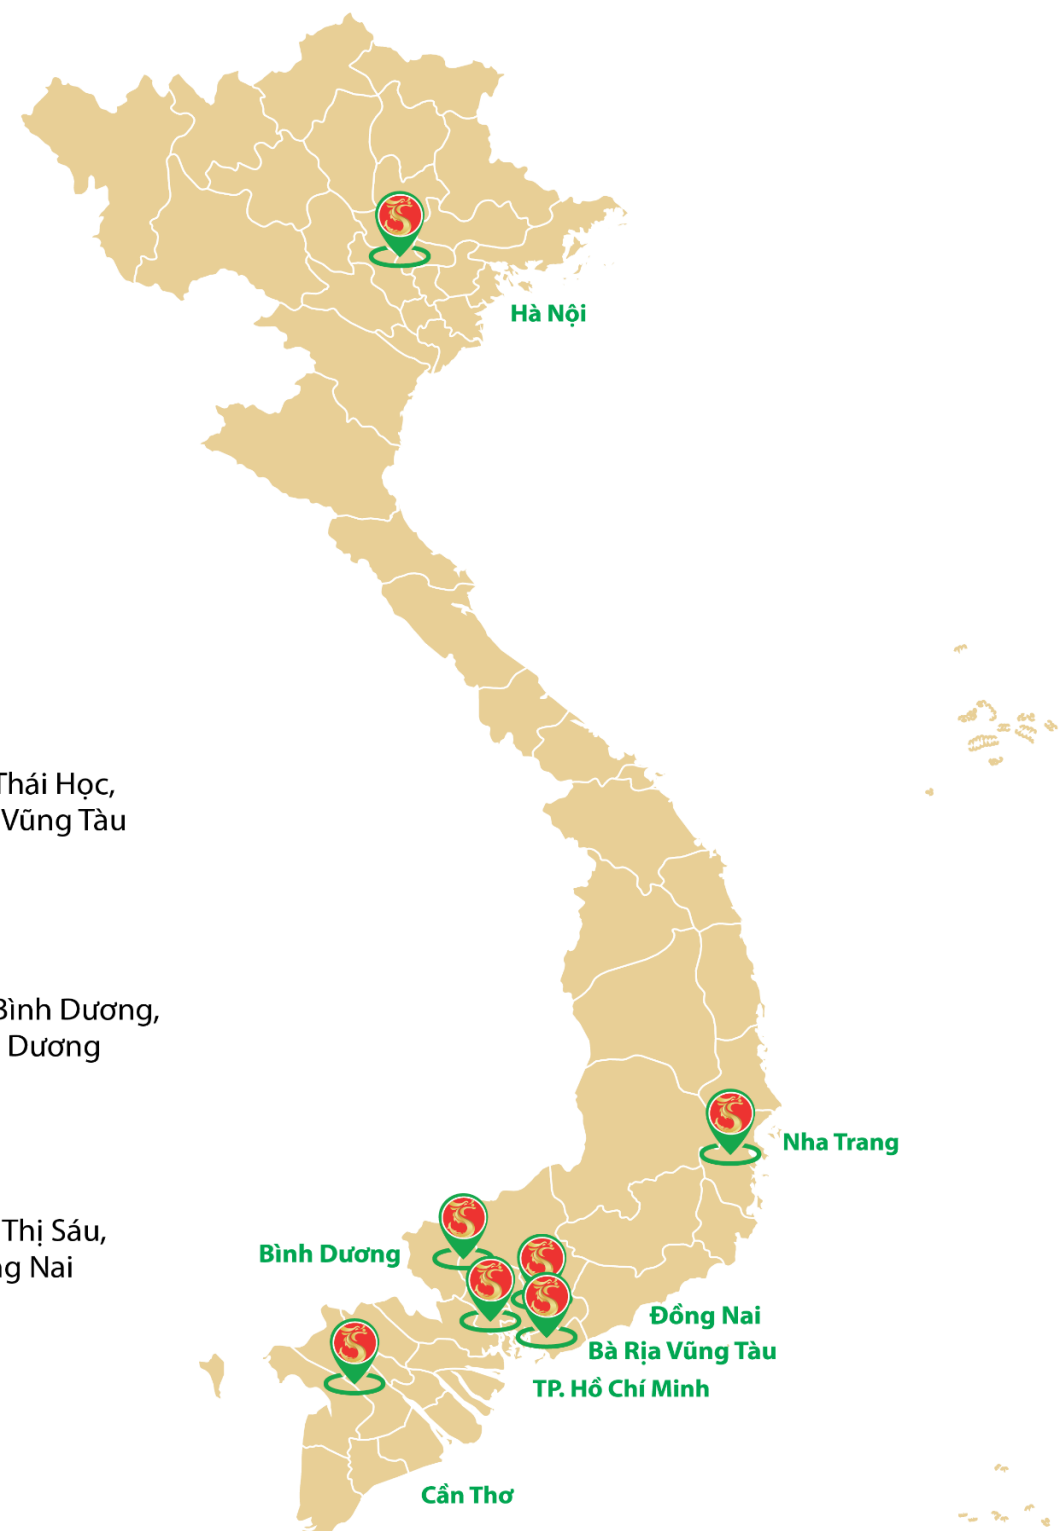 Hà Nội
Thái Học,
Vũng Tàu
Bình Dương,
Dương
Nha Trang
Thị Sáu,
ng Nai
Bình Dương
Đồng Nai
Bà Rịa Vũng Tàu
TP. Hồ Chí Minh
Cần Thơ